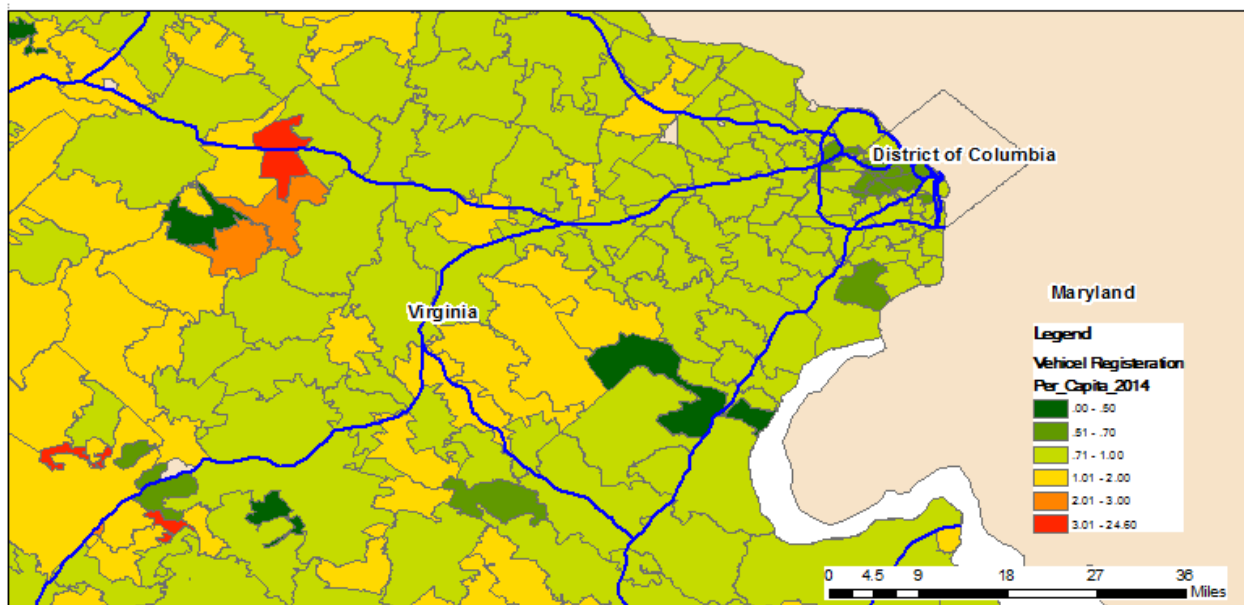 District of Columbia
Maryland
Virginia
Legend
Vehicel Registeration
Per_Capita_2014
.00 - .50
.51 - .70
.71 - 1.00
1.01 - 2.00
2.01 - 3.00
3.01 - 24.60
0 4.5 9 18 27 36
Miles